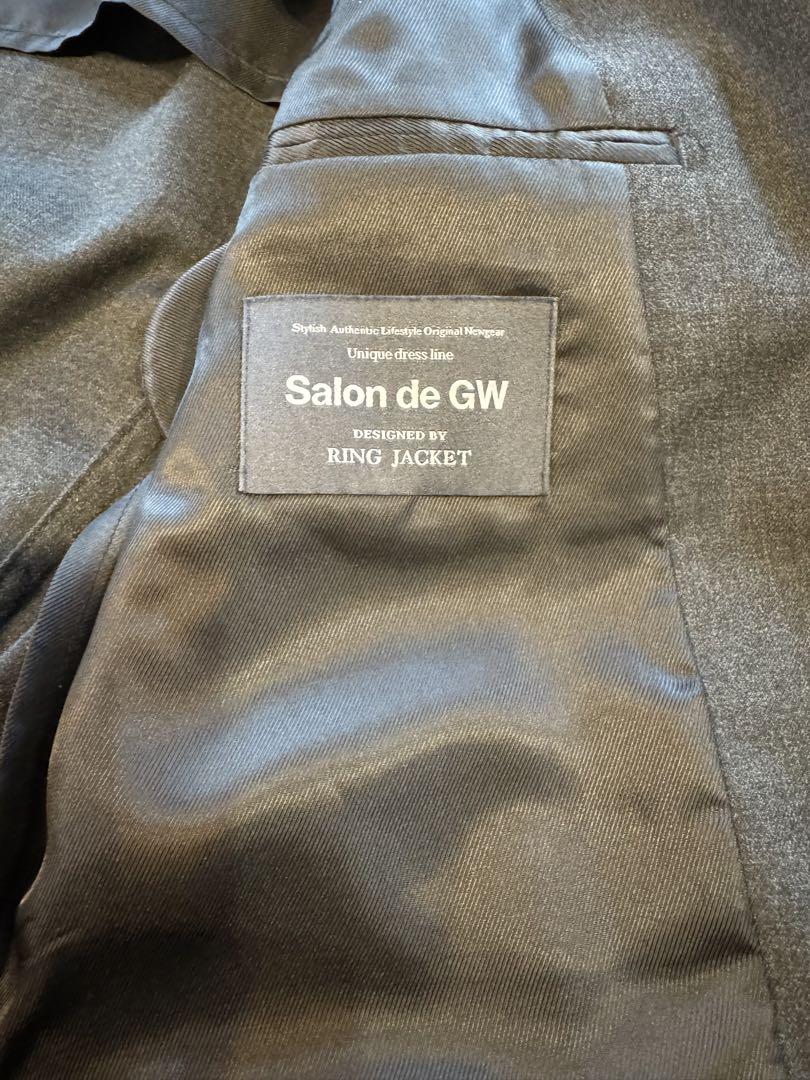 Stylish Authentic Lifestyle Original Newgear
Unique dress line
Salon de GW
DESIGNED BY
RING JACKET